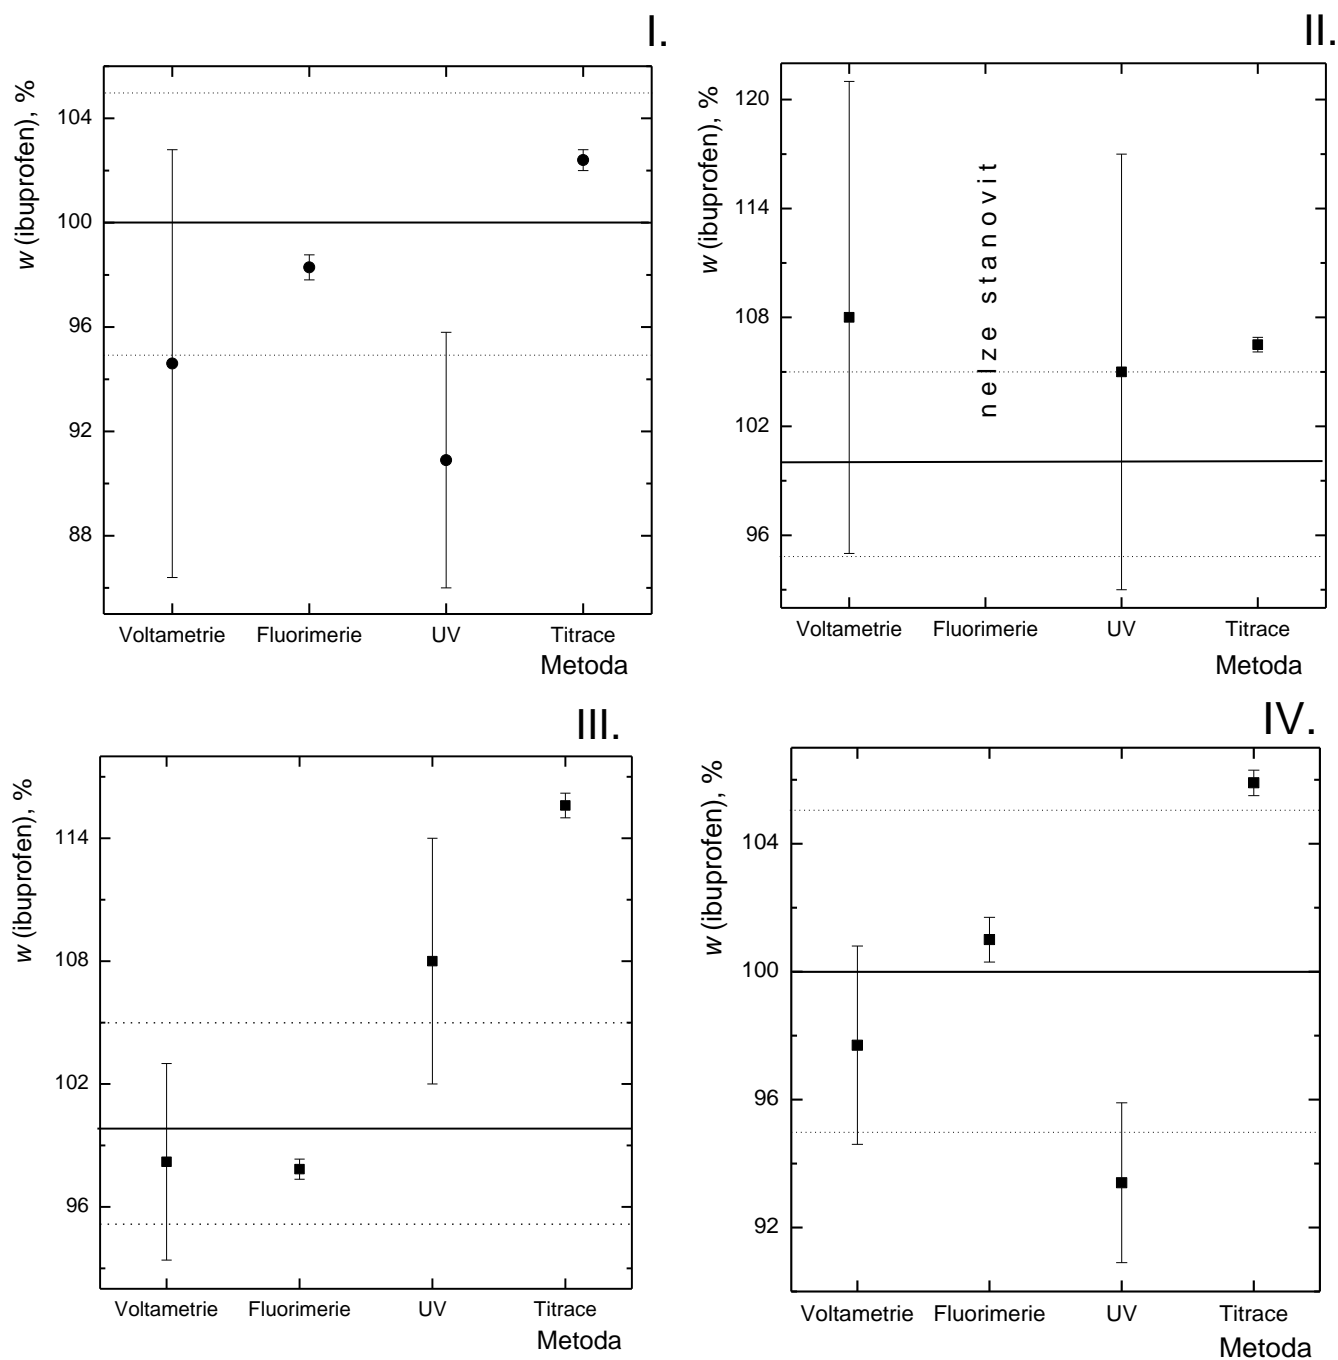 I.
w (ibuprofen), %
104
100
96
92
88
Voltametrie Fluorimerie UV Titrace
Metoda
II.
w (ibuprofen), %
120
114
108
102
96
nelze stanovit
Voltametrie Fluorimerie UV Titrace
Metoda
III.
w (ibuprofen), %
114
108
102
96
Voltametrie Fluorimerie UV Titrace
Metoda
IV.
w (ibuprofen), %
104
100
96
92
Voltametrie Fluorimerie UV Titrace
Metoda